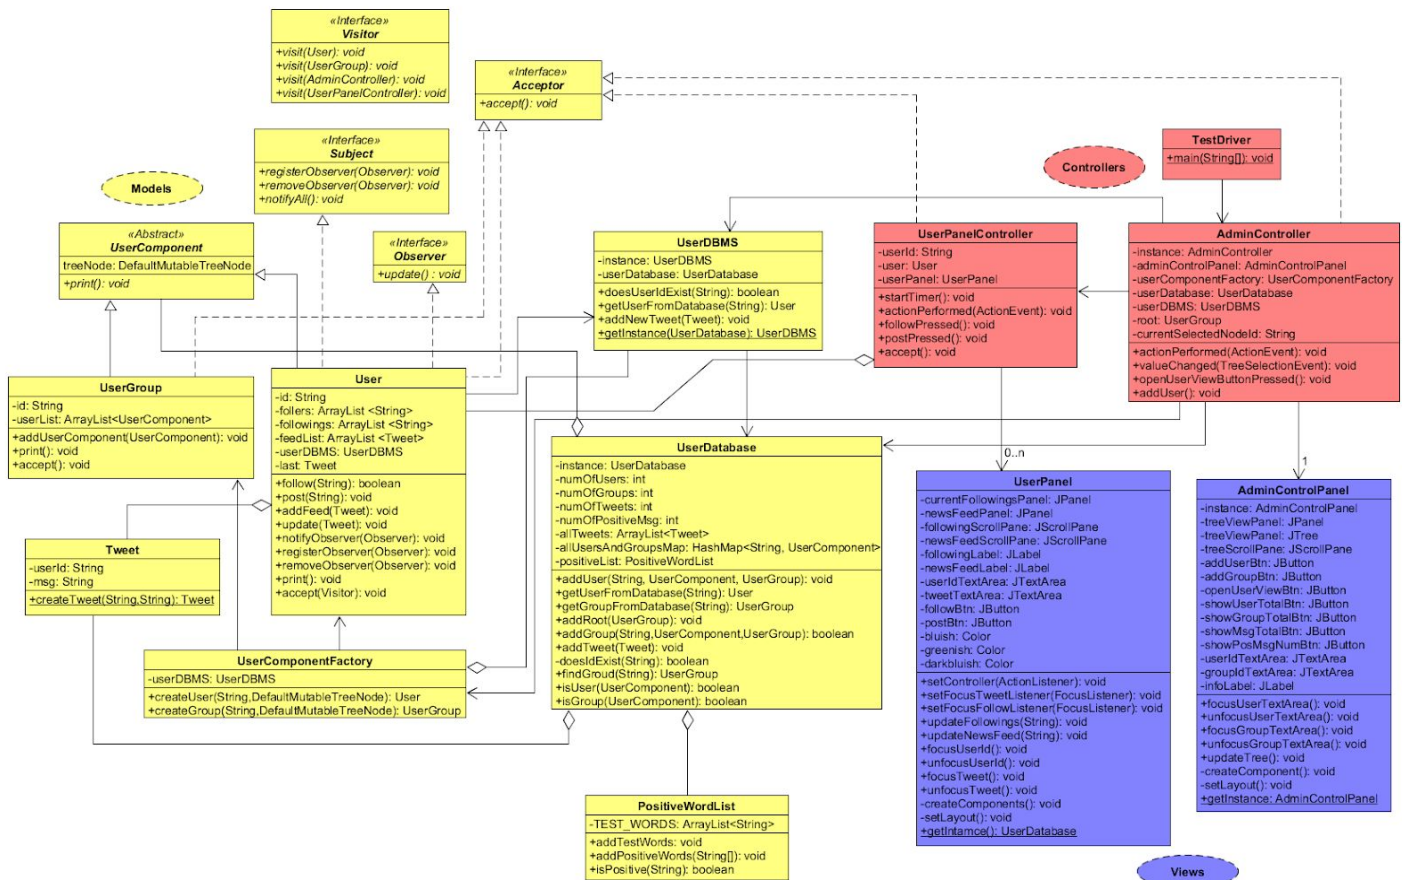 «Interface»
Visitor
+visit(User): void
+visit(UserGroup): void
+visit(AdminController): void
+visit(UserPanelController): void
«Interface»
Acceptor
+accept(): void
«Interface»
Subject
+registerObserver(Observer): void
+removeObserver(Observer): void
+notifyAll(): void
TestDriver
+main(String[]): void
Controllers
Models
«Abstract»
UserComponent
treeNode: DefaultMutableTreeNode
+print(): void
«Interface»
Observer
+update() : void
UserDBMS
-instance: UserDBMS
-userDatabase: UserDatabase
+doesUserIdExist(String): boolean
+getUserFromDatabase(String): User
+addNewTweet(Tweet): void
+getInstance(UserDatabase): UserDBMS
UserPanelController
-userId: String
-user: User
-userPanel: UserPanel
+startTimer(): void
+actionPerformed(ActionEvent): void
+followPressed(): void
+postPressed(): void
+accept(): void
AdminController
-instance: AdminController
-adminControlPanel: AdminControlPanel
-userComponentFactory: UserComponentFactory
-userDatabase: UserDatabase
-userDBMS: UserDBMS
-root: UserGroup
-currentSelectedNodeId: String
+actionPerformed(ActionEvent): void
+valueChanged(TreeSelectionEvent): void
+openUserViewButtonPressed(): void
+addUser(): void
UserGroup
-id: String
-userList: ArrayList<UserComponent>
+addUserComponent(UserComponent): void
+print(): void
+accept(): void
User
-id: String
-follers: ArrayList <String>
-followings: ArrayList <String>
-feedList: ArrayList <Tweet>
-userDBMS: UserDBMS
-last: Tweet
+follow(String): boolean
+post(String): void
+addFeed(Tweet): void
+update(Tweet): void
+notifyObserver(Observer): void
+registerObserver(Observer): void
+removeObserver(Observer): void
+print(): void
+accept(Visitor): void
UserDatabase
-instance: UserDatabase
-numOfUsers: int
-numOfGroups: int
-numOfTweets: int
-numOfPositiveMsg: int
-allTweets: ArrayList<Tweet>
-allUsersAndGroupsMap: HashMap<String, UserComponent>
-positiveList: PositiveWordList
+addUser(String, UserComponent, UserGroup): void
+getUserFromDatabase(String): User
+getGroupFromDatabase(String): UserGroup
+addRoot(UserGroup): void
+addGroup(String,UserComponent,UserGroup): boolean
+addTweet(Tweet): void
-doesIdExist(String): boolean
+findGroud(String): UserGroup
+isUser(UserComponent): boolean
+isGroup(UserComponent): boolean
0..n
1
UserPanel
-currentFollowingsPanel: JPanel
-newsFeedPanel: JPanel
-followingScrollPane: JScrollPane
-newsFeedScrollPane: JScrollPane
-followingLabel: JLabel
-newsFeedLabel: JLabel
-userIdTextArea: JTextArea
-tweetTextArea: JTextArea
-followBtn: JButton
-postBtn: JButton
-bluish: Color
-greenish: Color
-darkbluish: Color
+setController(ActionListener): void
+setFocusTweetListener(FocusListener): void
+setFocusFollowListener(FocusListener): void
+updateFollowings(String): void
+updateNewsFeed(String): void
+focusUserId(): void
+unfocusUserId(): void
+focusTweet(): void
+unfocusTweet(): void
-createComponents(): void
-setLayout(): void
+getIntamce(): UserDatabase
AdminControlPanel
-instance: AdminControlPanel
-treeViewPanel: JPanel
-treeViewPanel: JTree
-treeScrollPane: JScrollPane
-addUserBtn: JButton
-addGroupBtn: JButton
-openUserViewBtn: JButton
-showUserTotalBtn: JButton
-showGroupTotalBtn: JButton
-showMsgTotalBtn: JButton
-showPosMsgNumBtn: JButton
-userIdTextArea: JTextArea
-groupIdTextArea: JTextArea
-infoLabel: JLabel
+focusUserTextArea(): void
+unfocusUserTextArea(): void
+focusGroupTextArea(): void
+unfocusGroupTextArea(): void
+updateTree(): void
-createComponent(): void
-setLayout(): void
+getInstance: AdminControlPanel
Tweet
-userId: String
-msg: String
+createTweet(String,String): Tweet
UserComponentFactory
-userDBMS: UserDBMS
+createUser(String,DefaultMutableTreeNode): User
+createGroup(String,DefaultMutableTreeNode): UserGroup
PositiveWordList
-TEST_WORDS: ArrayList<String>
+addTestWords: void
+addPositiveWords(String[]): void
+isPositive(String): boolean
Views